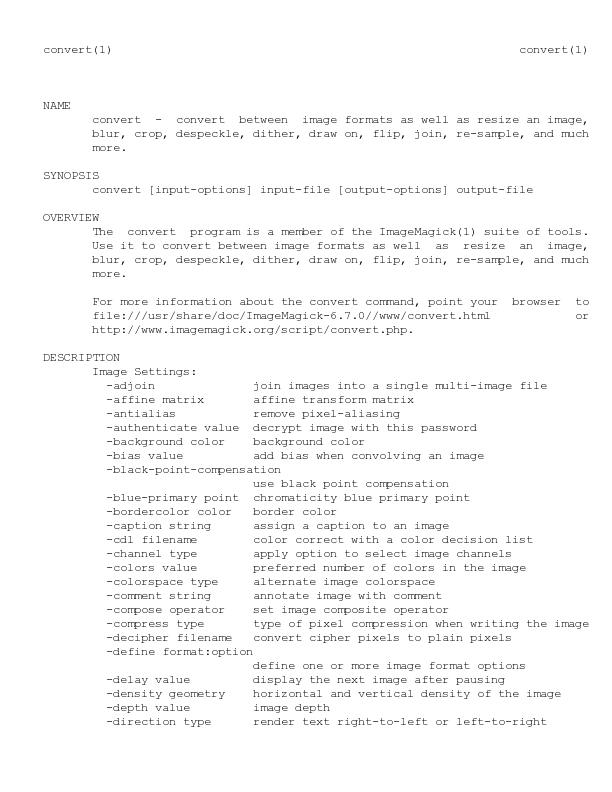 convert(1)                                                          convert(1)
NAME
       convert  -  convert  between  image formats as well as resize an image,
       blur, crop, despeckle, dither, draw on, flip, join, re-sample, and much
       more.
SYNOPSIS
       convert [input-options] input-file [output-options] output-file
OVERVIEW
       The  convert  program is a member of the ImageMagick(1) suite of tools.
       Use it to convert between image formats as well  as  resize  an  image,
       blur, crop, despeckle, dither, draw on, flip, join, re-sample, and much
       more.
       For more information about the convert command, point your  browser  to
       file:///usr/share/doc/ImageMagick-6.7.0//www/convert.html            or
       http://www.imagemagick.org/script/convert.php.
DESCRIPTION
       Image Settings:
         -adjoin              join images into a single multi-image file
         -affine matrix       affine transform matrix
         -antialias           remove pixel-aliasing
         -authenticate value  decrypt image with this password
         -background color    background color
         -bias value          add bias when convolving an image
         -black-point-compensation
                              use black point compensation
         -blue-primary point  chromaticity blue primary point
         -bordercolor color   border color
         -caption string      assign a caption to an image
         -cdl filename        color correct with a color decision list
         -channel type        apply option to select image channels
         -colors value        preferred number of colors in the image
         -colorspace type     alternate image colorspace
         -comment string      annotate image with comment
         -compose operator    set image composite operator
         -compress type       type of pixel compression when writing the image
         -decipher filename   convert cipher pixels to plain pixels
         -define format:option
                              define one or more image format options
         -delay value         display the next image after pausing
         -density geometry    horizontal and vertical density of the image
         -depth value         image depth
         -direction type      render text right-to-left or left-to-right